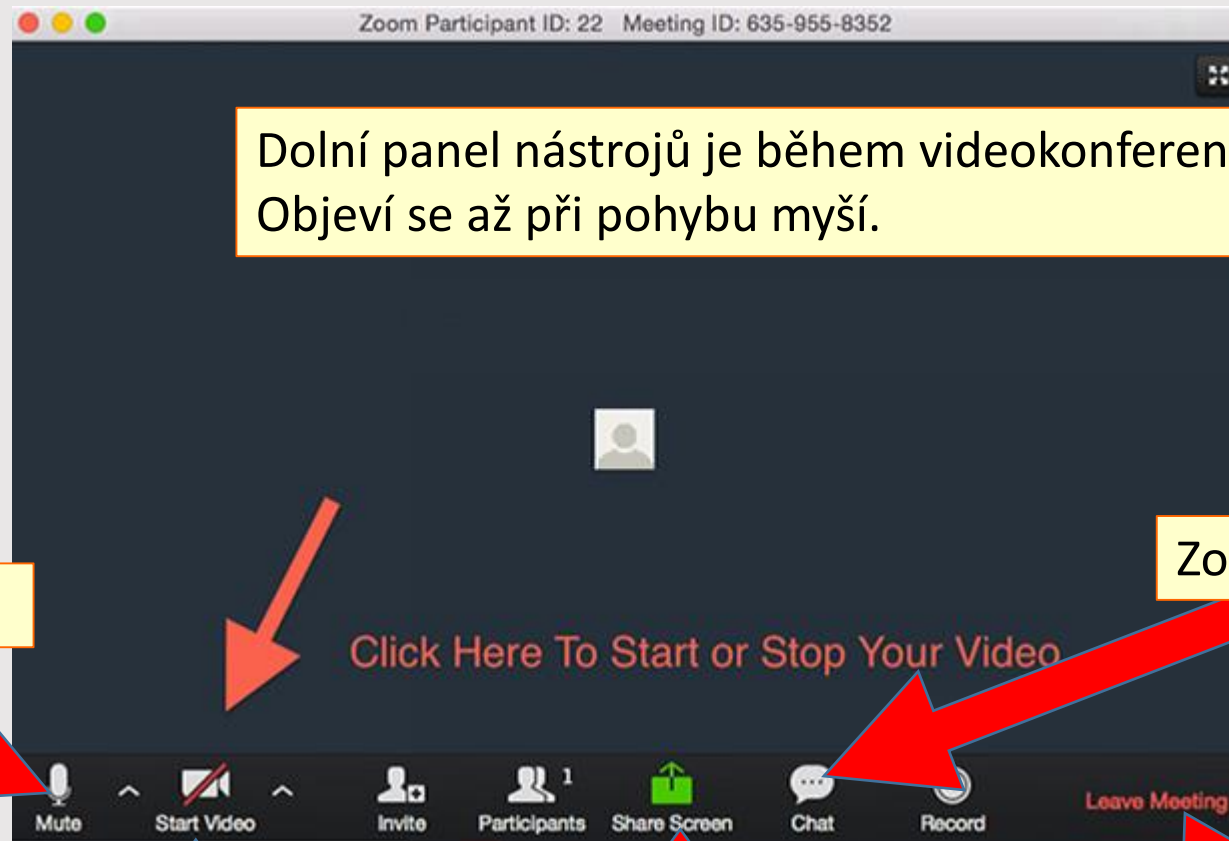 Zoom Participant ID: 22 Meeting ID: 635-955-8352
Dolní panel nástrojů je během videokonferen
Objeví se až při pohybu myší.
Zo
Click Here To Start or Stop Your Video
1
Mute Start Video Invite Participants Share Screen Chat Record Leave Meeting